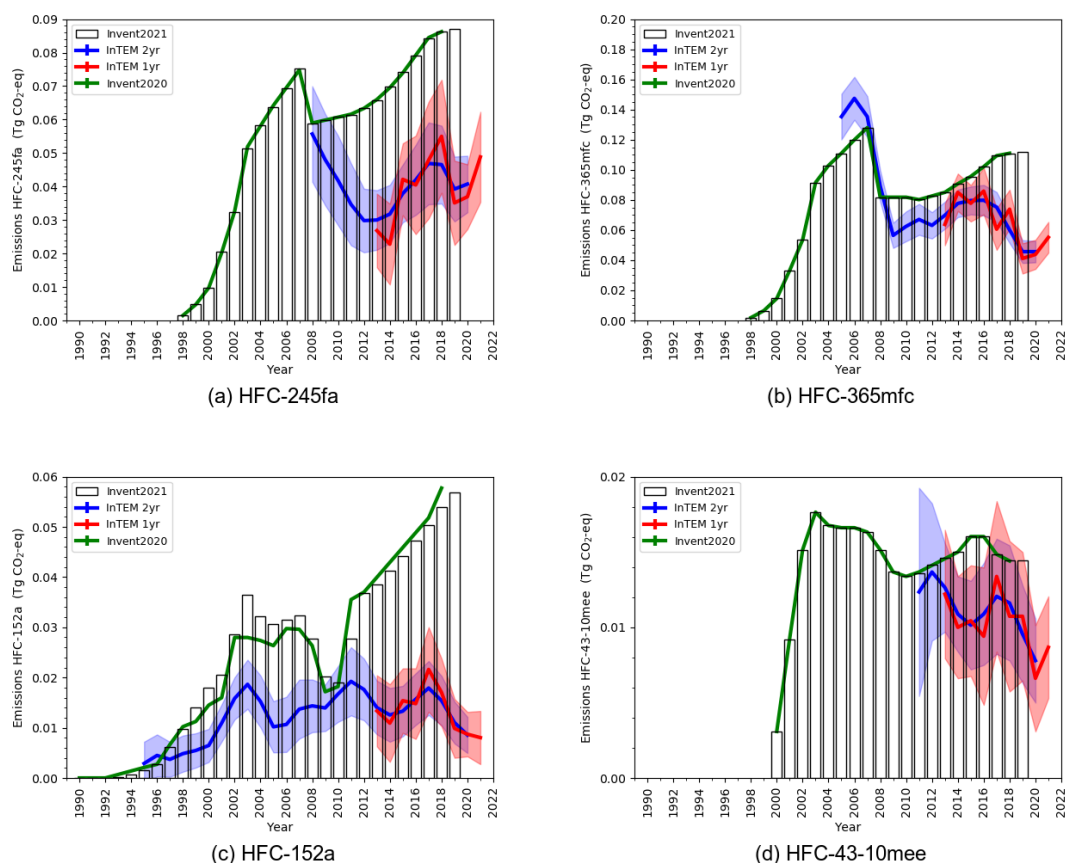 Emissions HFC-245fa (Tg CO₂-eq)
0.09
0.08
0.07
0.06
0.05
0.04
0.03
0.02
0.01
0.00
Invent2021
InTEM 2yr
InTEM 1yr
Invent2020
1990 1992 1994 1996 1998 2000 2002 2004 2006 2008 2010 2012 2014 2016 2018 2020 2022
Year
(a) HFC-245fa
Emissions HFC-365mfc (Tg CO₂-eq)
0.20
0.18
0.16
0.14
0.12
0.10
0.08
0.06
0.04
0.02
0.00
Invent2021
InTEM 2yr
InTEM 1yr
Invent2020
1990 1992 1994 1996 1998 2000 2002 2004 2006 2008 2010 2012 2014 2016 2018 2020 2022
Year
(b) HFC-365mfc
Emissions HFC-152a (Tg CO₂-eq)
0.06
0.05
0.04
0.03
0.02
0.01
0.00
Invent2021
InTEM 2yr
InTEM 1yr
Invent2020
1990 1992 1994 1996 1998 2000 2002 2004 2006 2008 2010 2012 2014 2016 2018 2020 2022
Year
(c) HFC-152a
Emissions HFC-43-10mee (Tg CO₂-eq)
0.02
0.01
0.00
Invent2021
InTEM 2yr
InTEM 1yr
Invent2020
1990 1992 1994 1996 1998 2000 2002 2004 2006 2008 2010 2012 2014 2016 2018 2020 2022
Year
(d) HFC-43-10mee